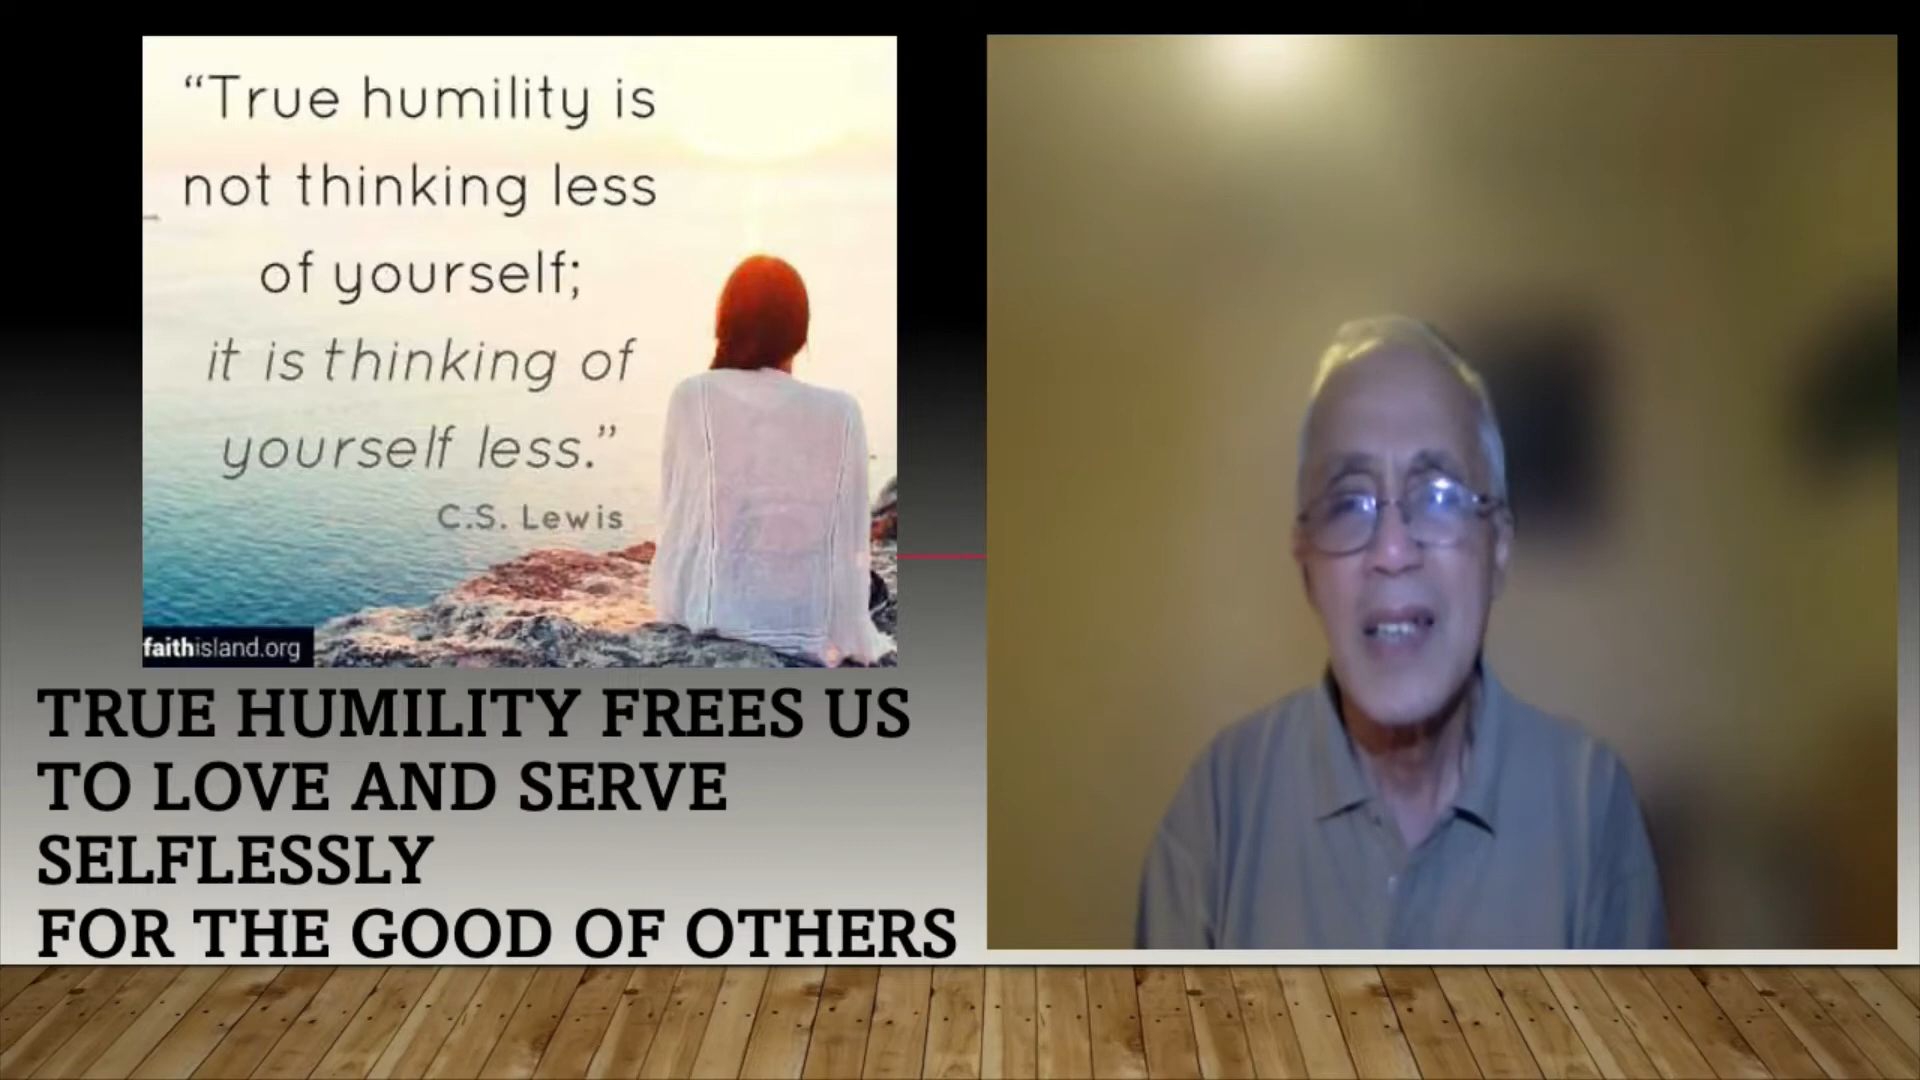 “True humility is
not thinking less
of yourself;
it is thinking of
yourself less.”
C.S. Lewis
faithisland.org
TRUE HUMILITY FREES US
TO LOVE AND SERVE
SELFLESSLY
FOR THE GOOD OF OTHERS